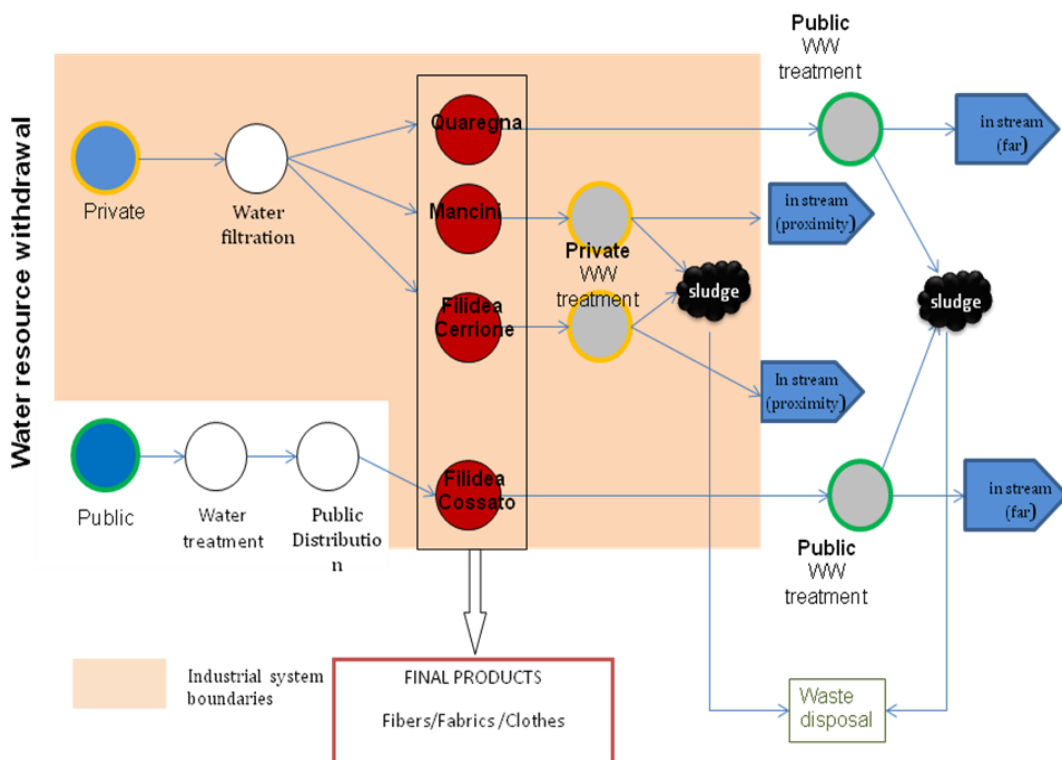 Water resource withdrawal
Public
WW
treatment
Quaregna
in stream
(far)
Private
Water
filtration
Mancini
in stream
(proximity)
Private
WW
treatment
sludge
sludge
Filidea
Cerrione
In stream
(proximity)
Public
Water
treatment
Public
Distributio
n
Filidea
Cossato
in stream
(far)
Public
WW
treatment
Industrial system
boundaries
FINAL PRODUCTS
Fibers/Fabrics/Clothes
Waste
disposal